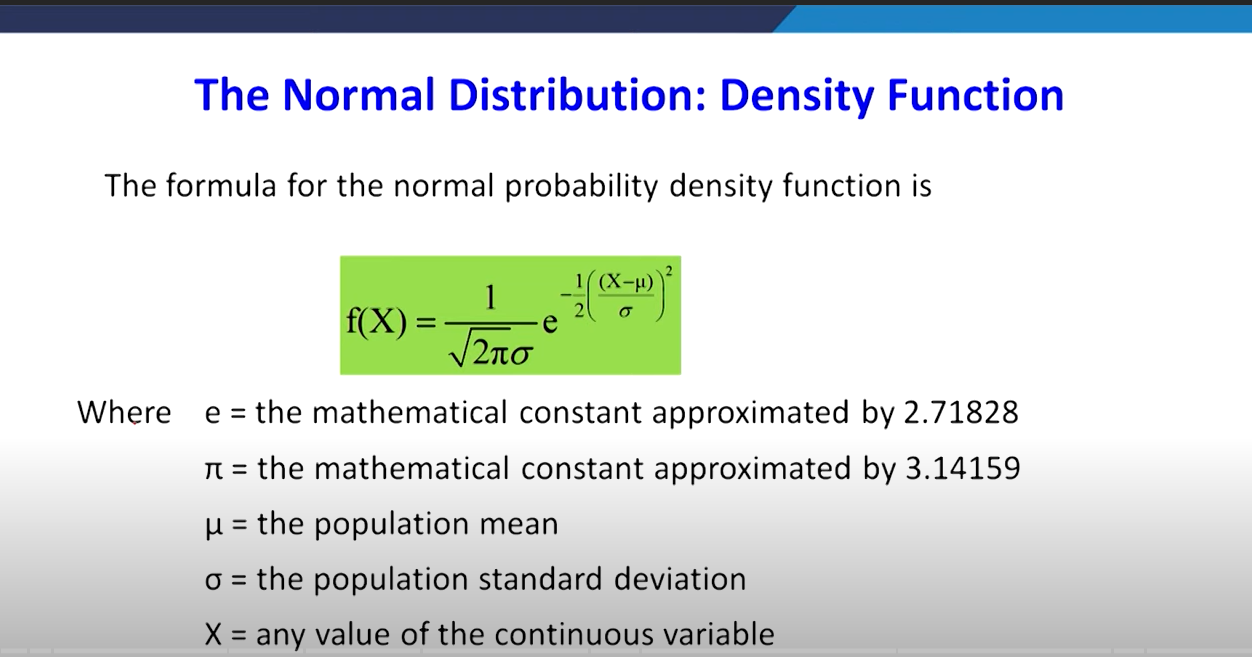 The Normal Distribution: Density Function
The formula for the normal probability density function is
f(X) = 1/(√2πσ) e^(-1/2((X-μ)/σ)²)
Where e = the mathematical constant approximated by 2.71828
π = the mathematical constant approximated by 3.14159
μ = the population mean
σ = the population standard deviation
X = any value of the continuous variable